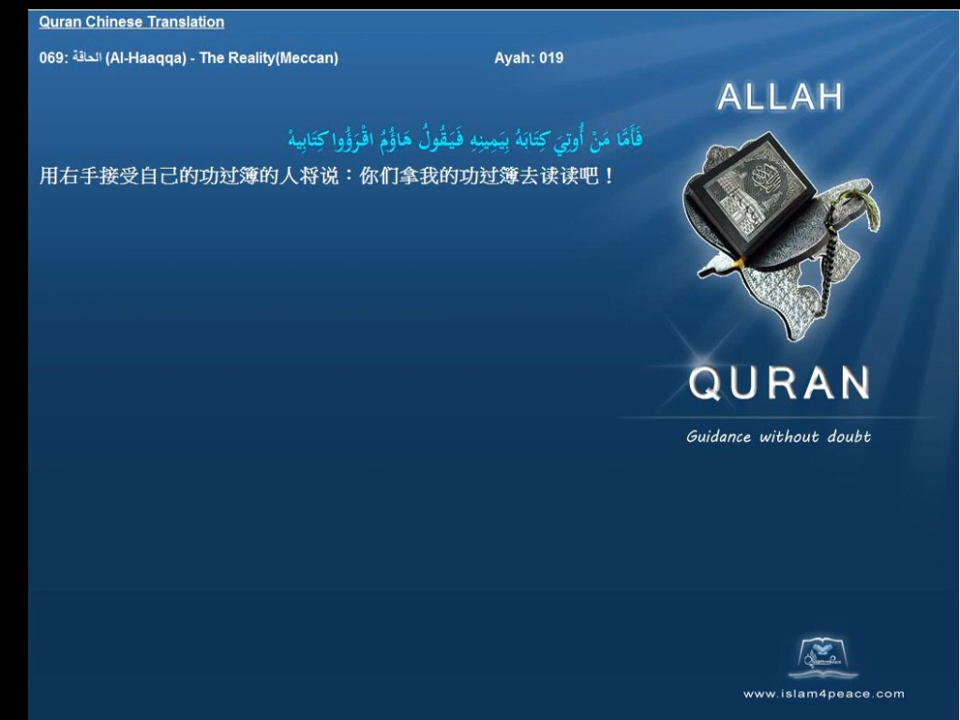 Quran Chinese Translation
069: الحاقة (Al-Haaqqa) - The Reality(Meccan) Ayah: 019
فَأَمَّا مَنْ أُوتِيَ كِتَابَهُ بِيَمِينِهِ فَيَقُولُ هَاؤُمُ اقْرَؤُوا كِتَابِيهْ
用右手接受自己的功过簿的人将说：你们拿我的功过簿去读读吧！
ALLAH
QURAN
Guidance without doubt
www.islam4peace.com